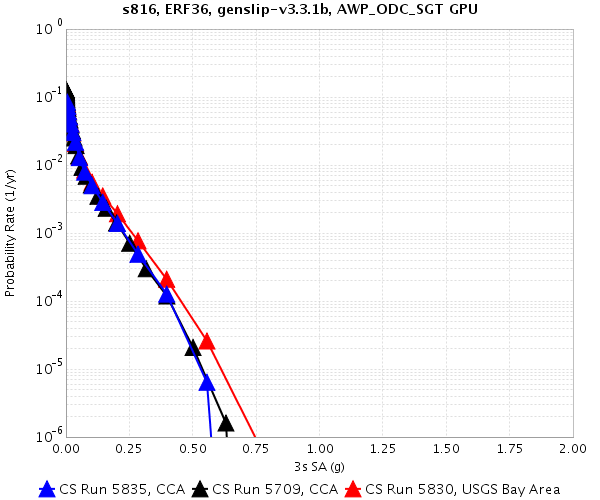 s816, ERF36, genslip-v3.3.1b, AWP_ODC_SGT GPU
10^0
10^-1
10^-2
10^-3
10^-4
10^-5
10^-6
Probability Rate (1/yr)
0.00 0.25 0.50 0.75 1.00 1.25 1.50 1.75 2.00
3s SA (g)
CS Run 5835, CCA CS Run 5709, CCA CS Run 5830, USGS Bay Area